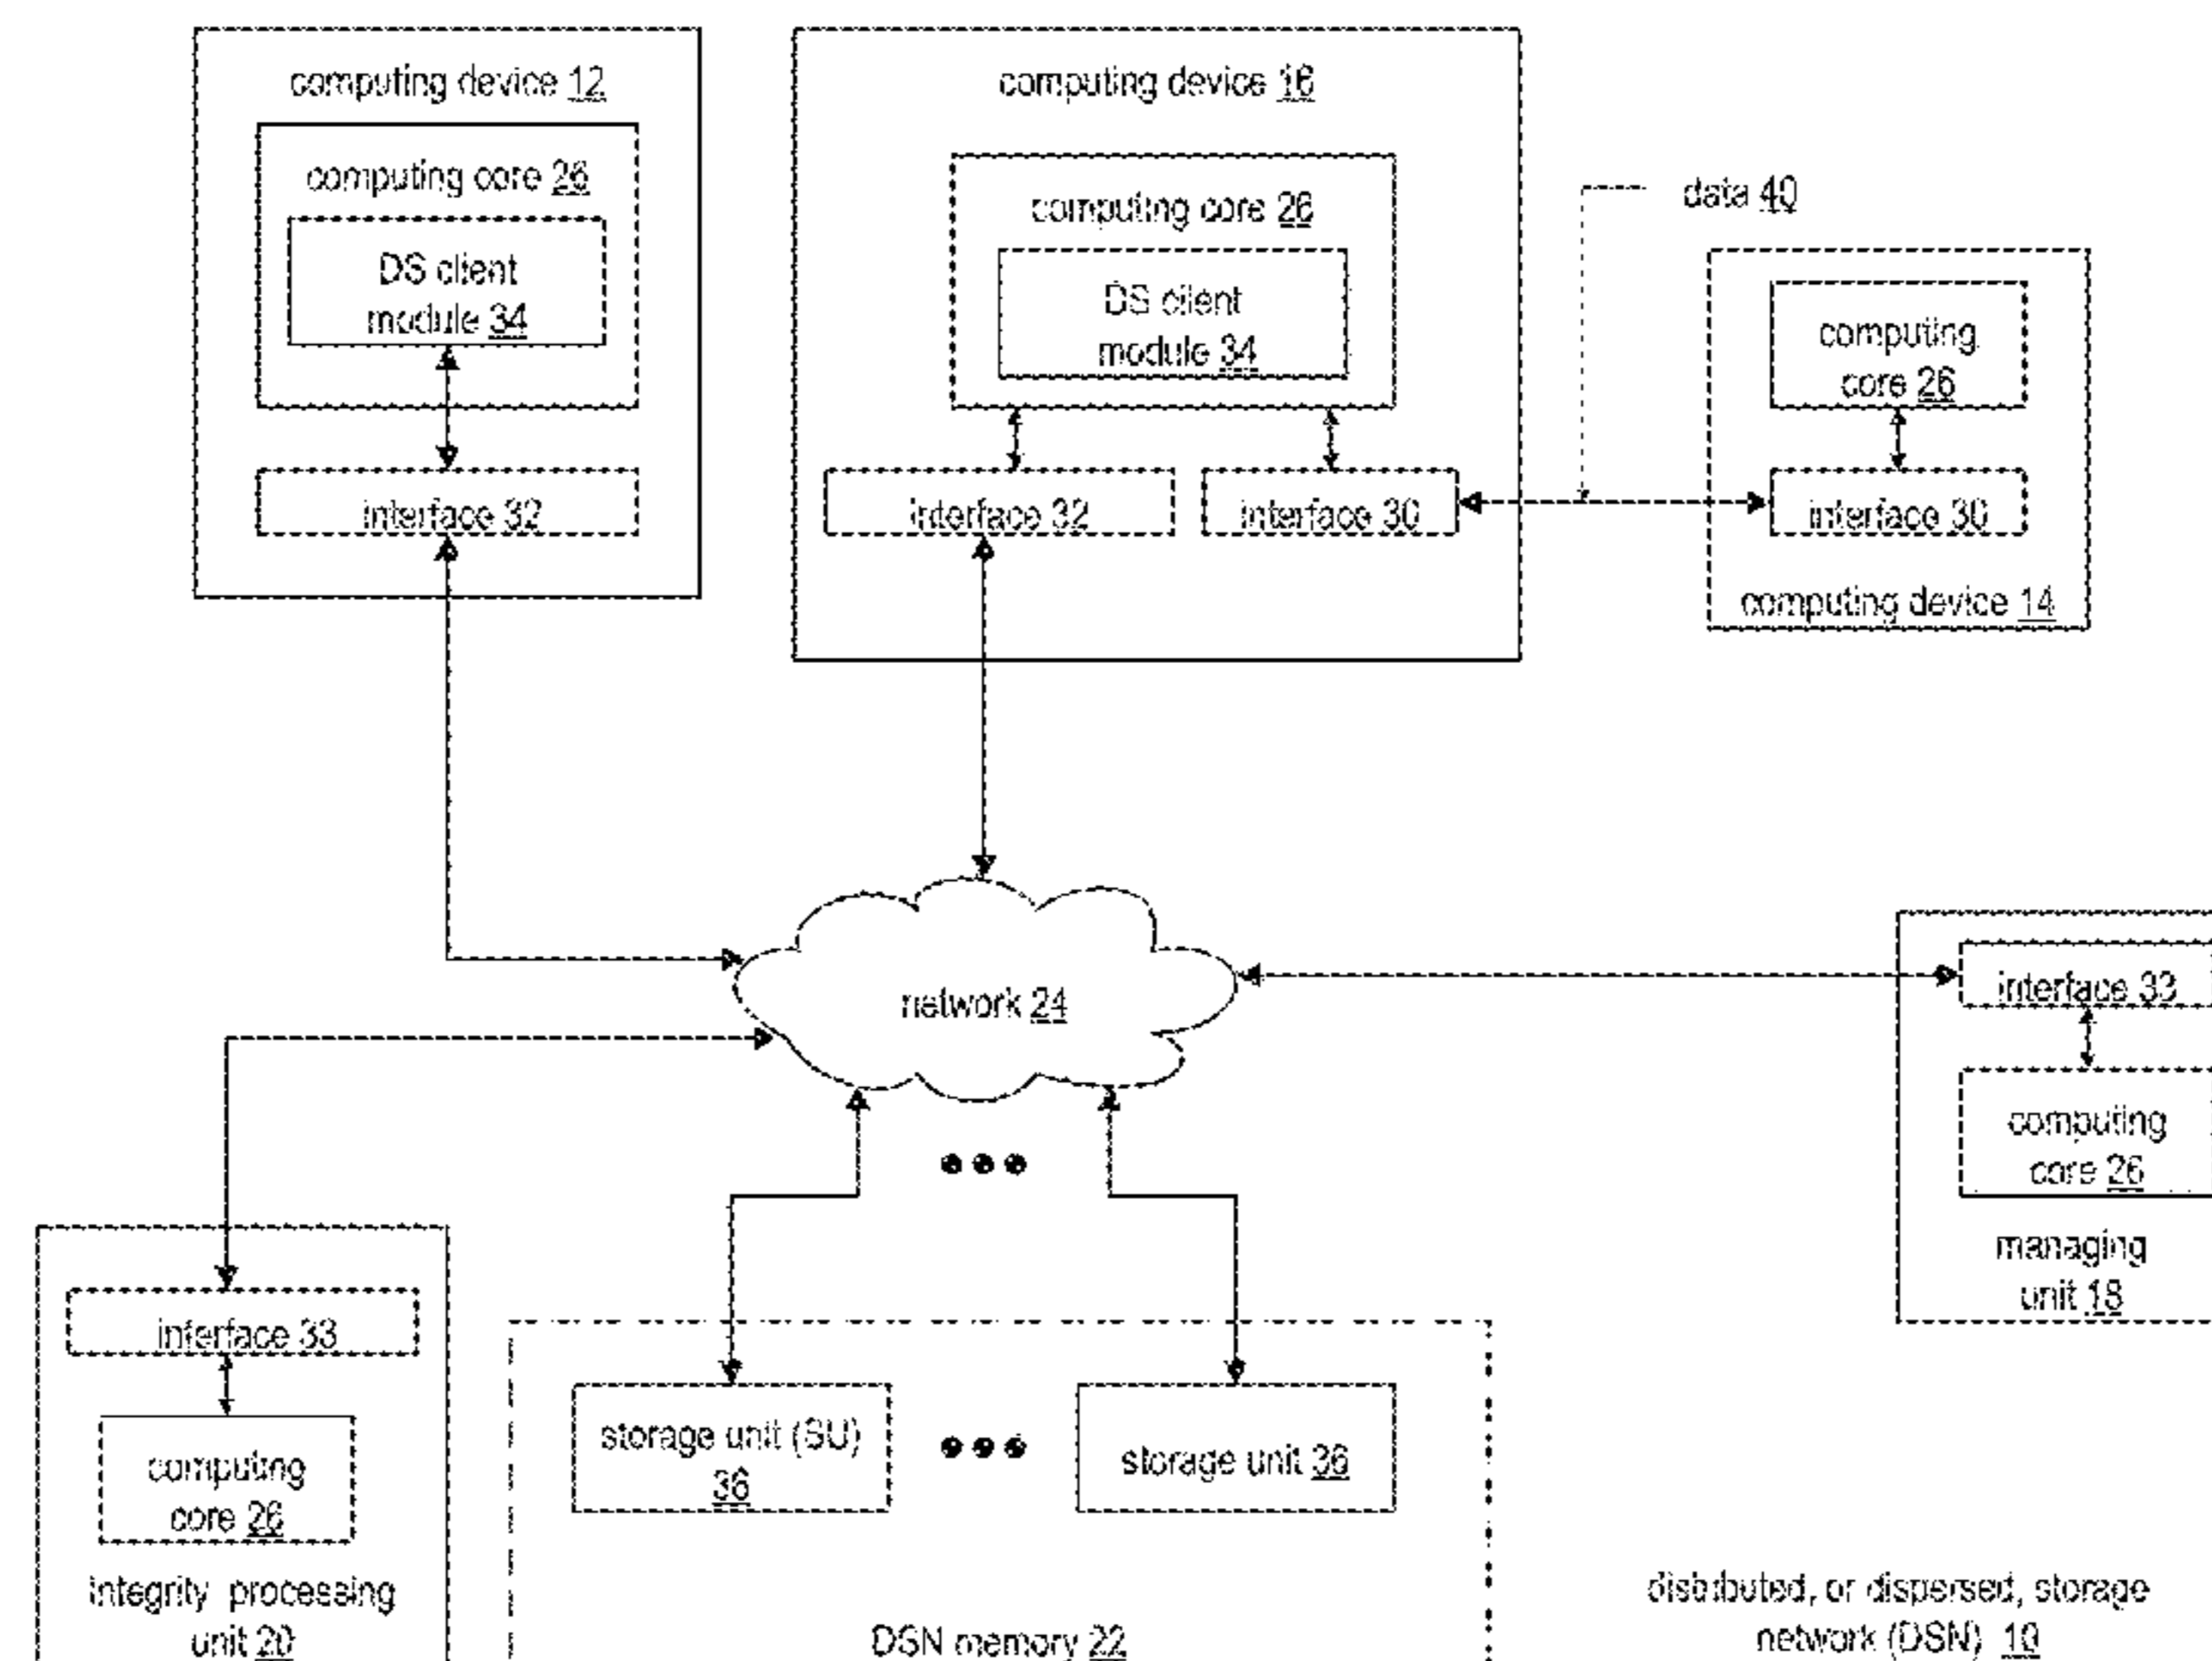 computing device 12
computing core 26
DS client
module 34
interface 32
computing device 16
computing core 26
DS client
module 34
interface 32
interface 30
data 40
computing
core 26
interface 30
computing device 14
network 24
interface 33
computing
core 26
managing
unit 18
interface 33
computing
core 26
integrity processing
unit 20
storage unit (SU)
36
storage unit 36
DSN memory 22
distributed, or dispersed, storage
network (DSN) 10